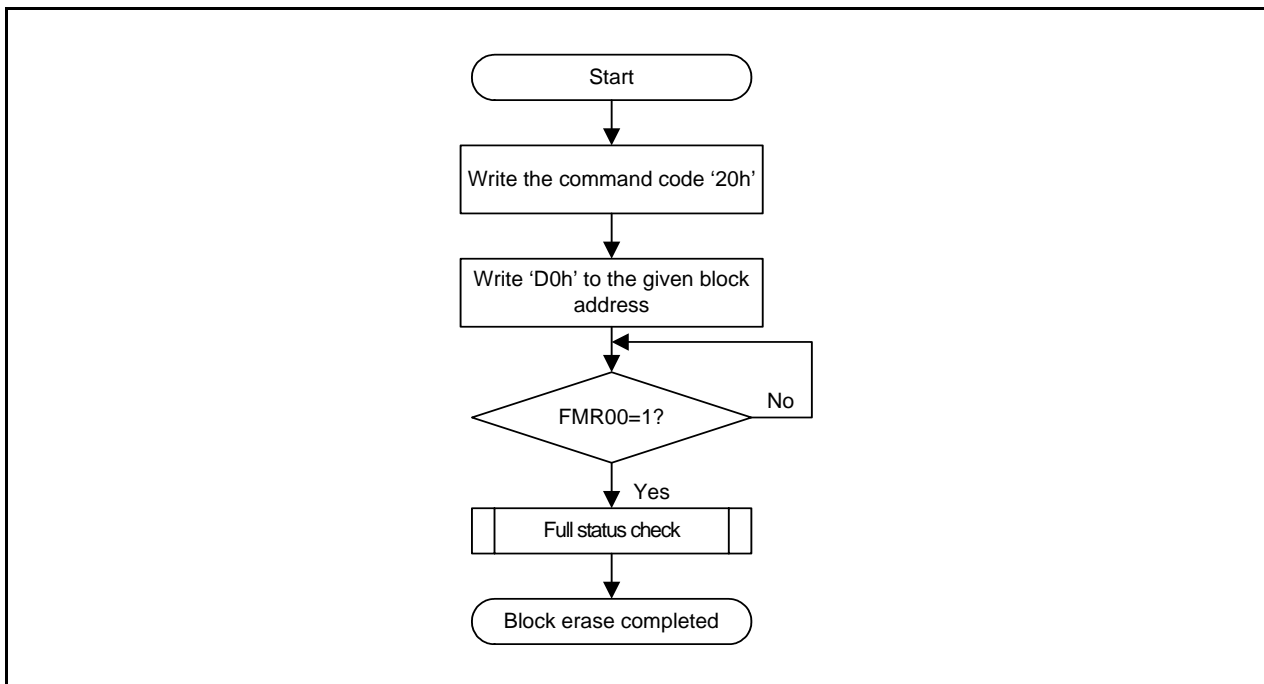 Start
Write the command code ‘20h’
Write ‘D0h’ to the given block
address
FMR00=1?
No
Yes
Full status check
Block erase completed